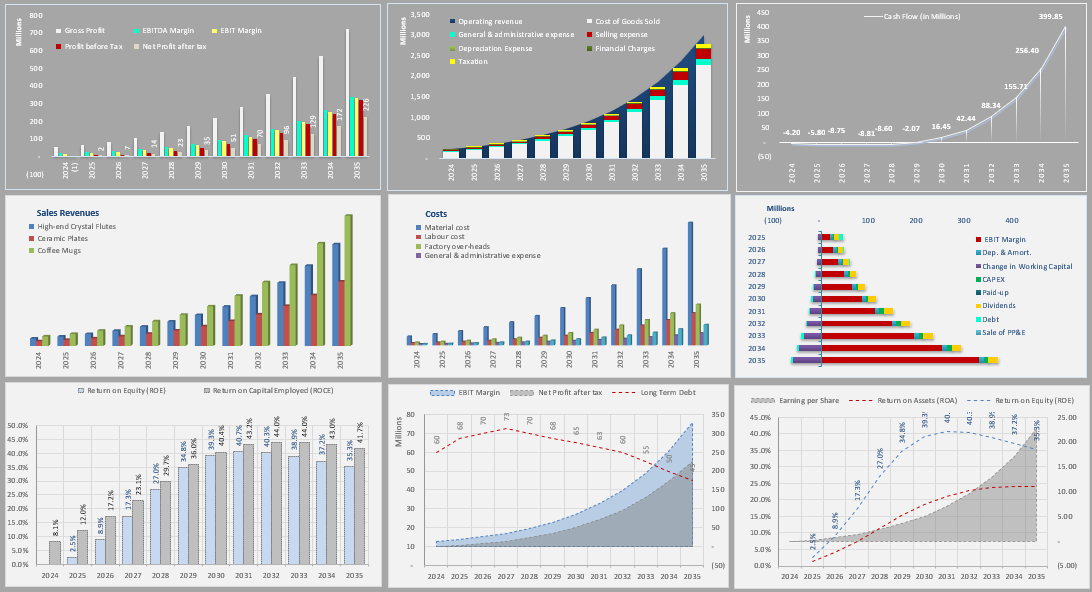 Millions
800
700
600
500
400
300
200
100
-
(100)
Gross Profit
EBITDA Margin
EBIT Margin
Profit before Tax
Net Profit after tax
(1) 2 7 14 23 35 51 70 96 129 172 226
2024 2025 2026 2027 2028 2029 2030 2031 2032 2033 2034 2035
Millions
3,500
3,000
2,500
2,000
1,500
1,000
500
-
Operating revenue
Cost of Goods Sold
General & administrative expense
Selling expense
Depreciation Expense
Financial Charges
Taxation
2024 2025 2026 2027 2028 2029 2030 2031 2032 2033 2034 2035
Millions
450
400
350
300
250
200
150
100
50
-
(50)
Cash Flow (in Millions)
-4.20 -5.80 -8.75 -8.81 -8.60 -2.07 16.45 42.44 88.34 155.71 256.40 399.85
2024 2025 2026 2027 2028 2029 2030 2031 2032 2033 2034 2035
Sales Revenues
High-end Crystal Flutes
Ceramic Plates
Coffee Mugs
2024 2025 2026 2027 2028 2029 2030 2031 2032 2033 2034 2035
Costs
Material cost
Labour cost
Factory over-heads
General & administrative expense
2024 2025 2026 2027 2028 2029 2030 2031 2032 2033 2034 2035
Millions
(100) - 100 200 300 400
2025
2026
2027
2028
2029
2030
2031
2032
2033
2034
2035
EBIT Margin
Dep. & Amort.
Change in Working Capital
CAPEX
Paid-up
Dividends
Debt
Sale of PP&E
Return on Equity (ROE)
Return on Capital Employed (ROCE)
50.0%
45.0%
40.0%
35.0%
30.0%
25.0%
20.0%
15.0%
10.0%
5.0%
0.0%
8.1% 2.5% 12.0% 8.9% 17.2% 17.3% 23.1% 27.0% 29.7% 34.8% 36.0% 39.3% 40.4% 40.7% 43.2% 40.3% 44.0% 38.9% 44.0% 37.2% 43.0% 35.3% 41.7%
2024 2025 2026 2027 2028 2029 2030 2031 2032 2033 2034 2035
EBIT Margin
Net Profit after tax
Long Term Debt
Millions
80
70
60
50
40
30
20
10
-
60 68 70 73 70 68 65 63 60 55 50 45
350
300
250
200
150
100
50
-
(50)
2024 2025 2026 2027 2028 2029 2030 2031 2032 2033 2034 2035
Earning per Share
Return on Assets (ROA)
Return on Equity (ROE)
45.0%
40.0%
35.0%
30.0%
25.0%
20.0%
15.0%
10.0%
5.0%
0.0%
2.5% 8.9% 17.3% 27.0% 34.8% 39.3 40. 40.3 38.9 37.2% 35.3%
25.00
20.00
15.00
10.00
5.00
-
(5.00)
2024 2025 2026 2027 2028 2029 2030 2031 2032 2033 2034 2035